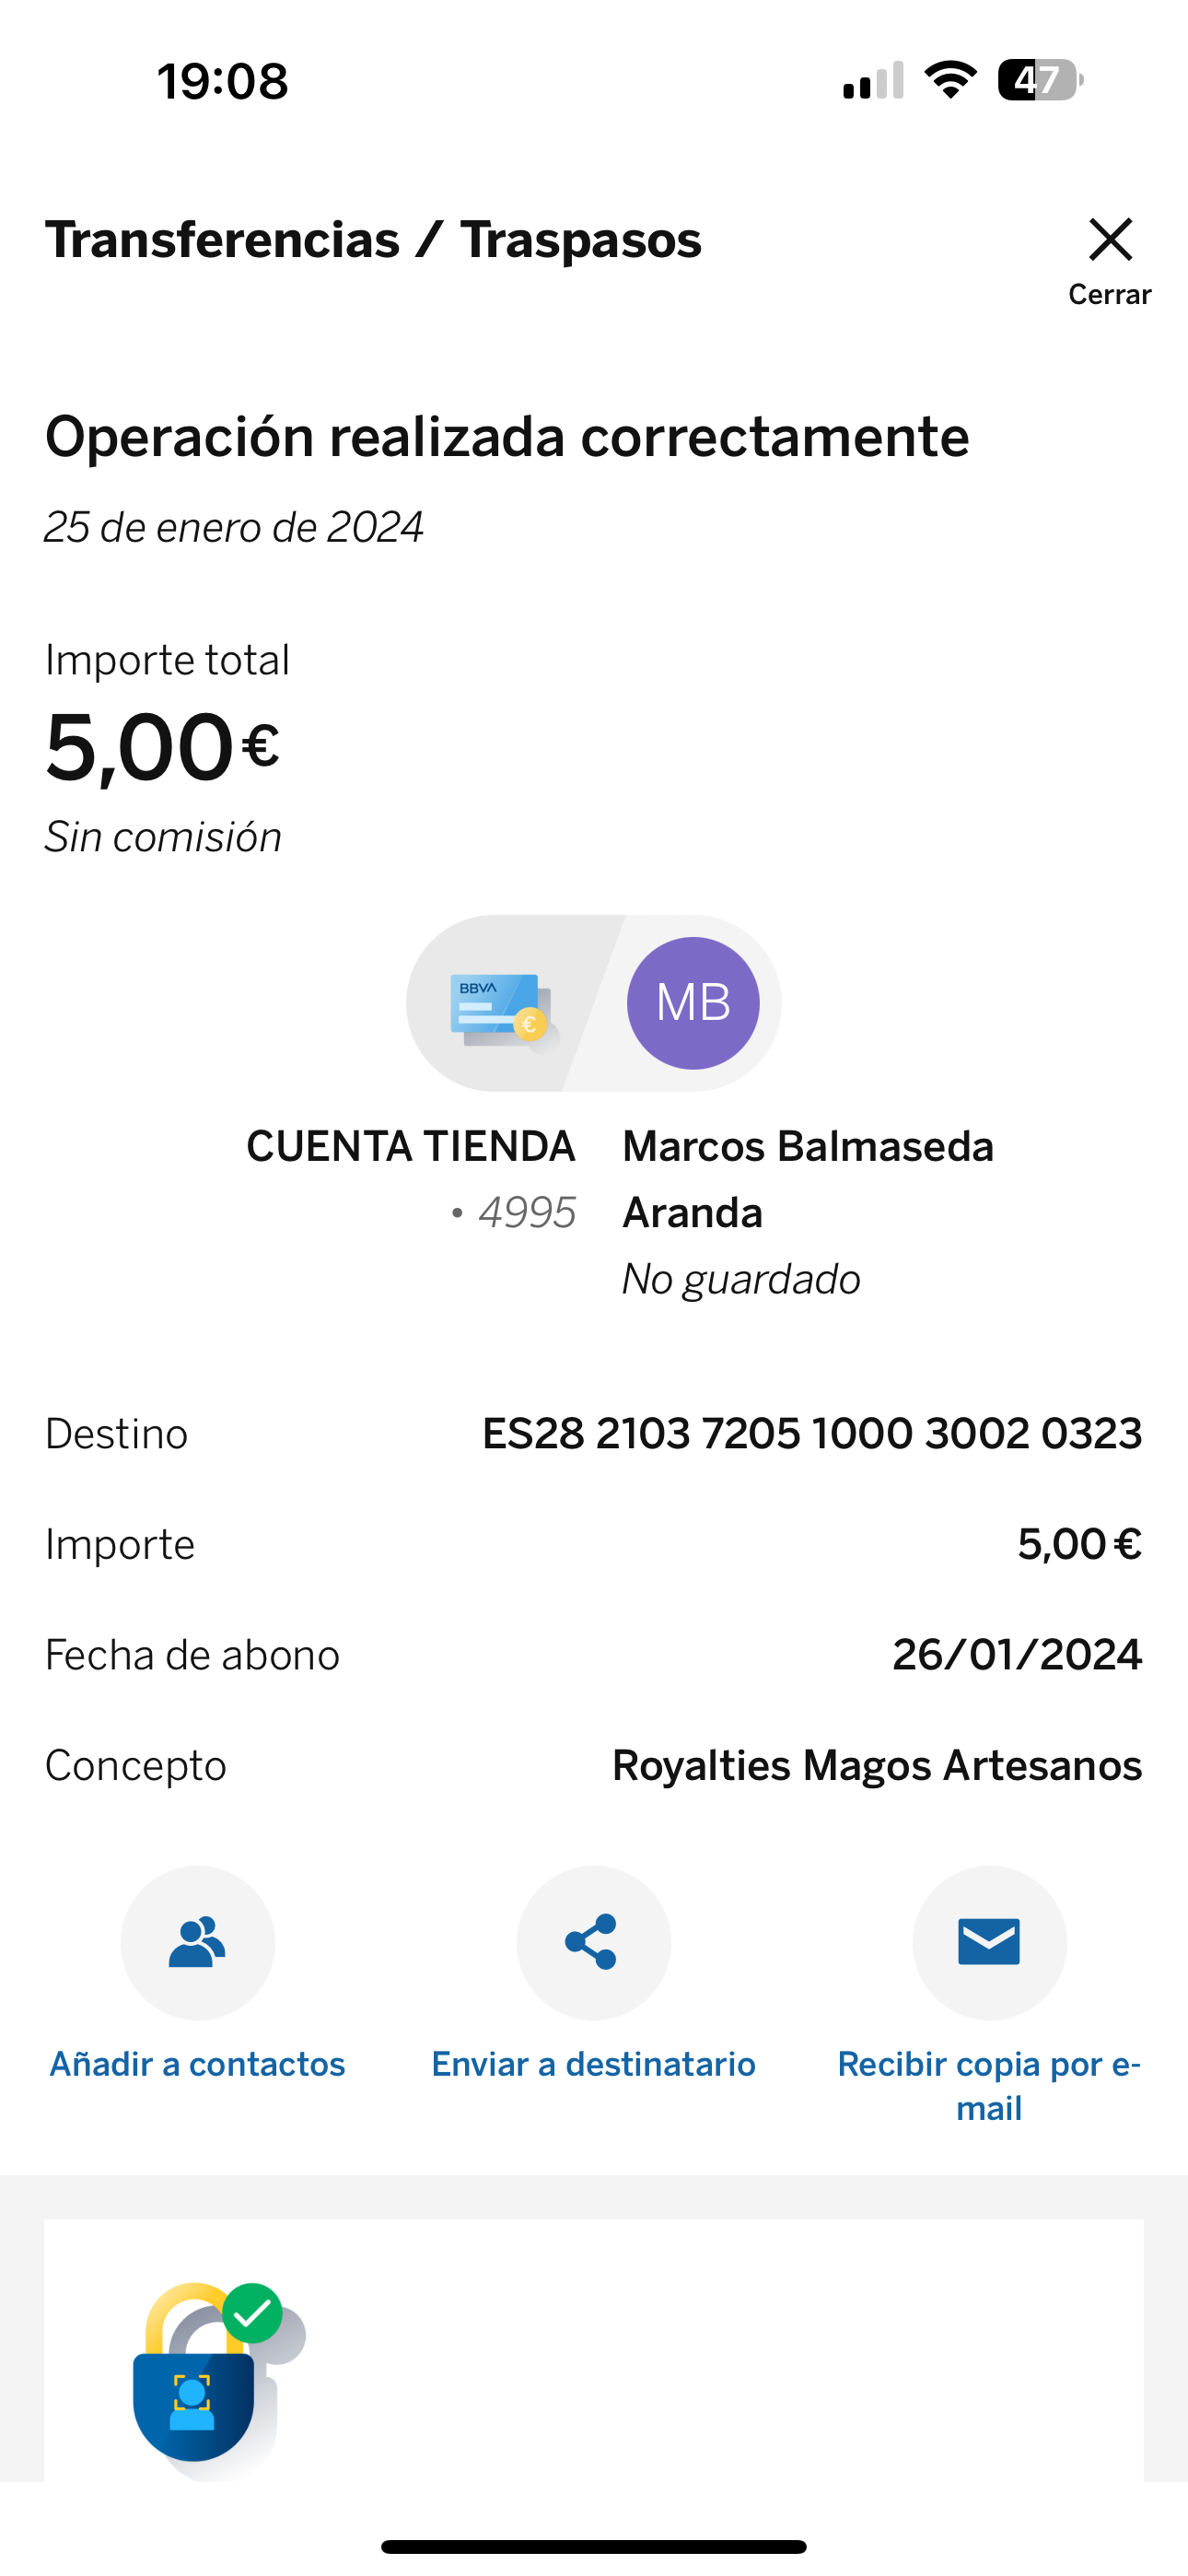 19:08
47
Transferencias / Traspasos
Cerrar
Operación realizada correctamente
25 de enero de 2024
Importe total
5,00 €
Sin comisión
BBVA
€
MB
CUENTA TIENDA
• 4995
Marcos Balmaseda
Aranda
No guardado
Destino ES28 2103 7205 1000 3002 0323
Importe 5,00 €
Fecha de abono 26/01/2024
Concepto Royalties Magos Artesanos
Añadir a contactos
Enviar a destinatario
Recibir copia por e-
mail